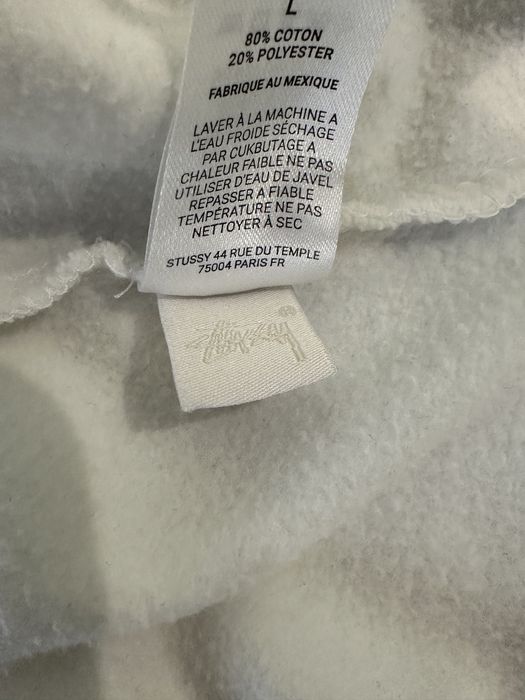 L
80% COTON
20% POLYESTER
FABRIQUE AU MEXIQUE
LAVER À LA MACHINE A
L'EAU FROIDE SÉCHAGE
PAR CUKBUTAGE A
CHALEUR FAIBLE NE PAS
UTILISER D'EAU DE JAVEL
REPASSER A FIABLE
TEMPÉRATURE NE PAS
NETTOYER À SEC
STUSSY 44 RUE DU TEMPLE
75004 PARIS FR
Stüssy ®